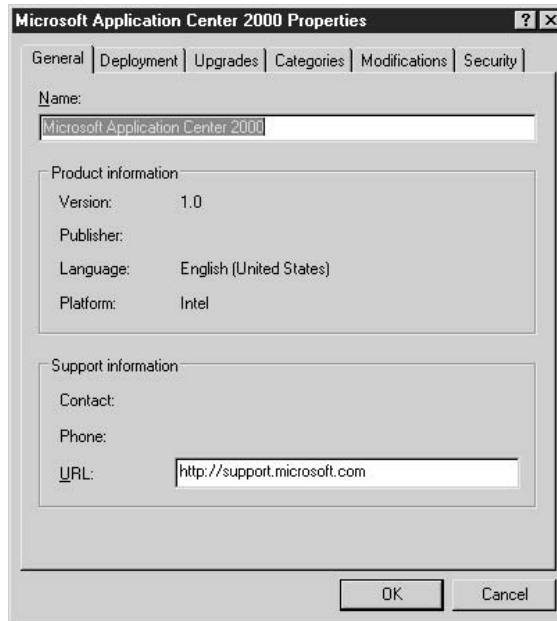 Microsoft Application Center 2000 Properties
General Deployment Upgrades Categories Modifications Security
Name:
Microsoft Application Center 2000
Product information
Version: 1.0
Publisher:
Language: English (United States)
Platform: Intel
Support information
Contact:
Phone:
URL: http://support.microsoft.com
OK Cancel